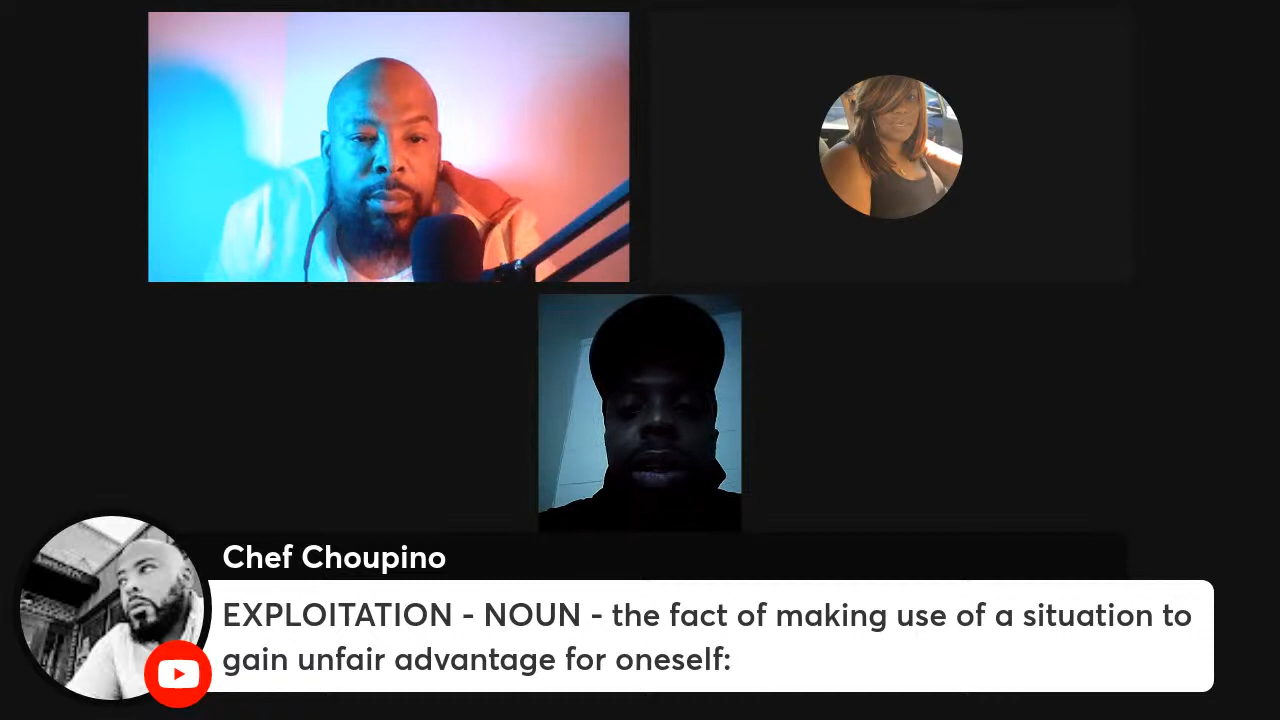 Chef Choupino
EXPLOITATION - NOUN - the fact of making use of a situation to
gain unfair advantage for oneself: